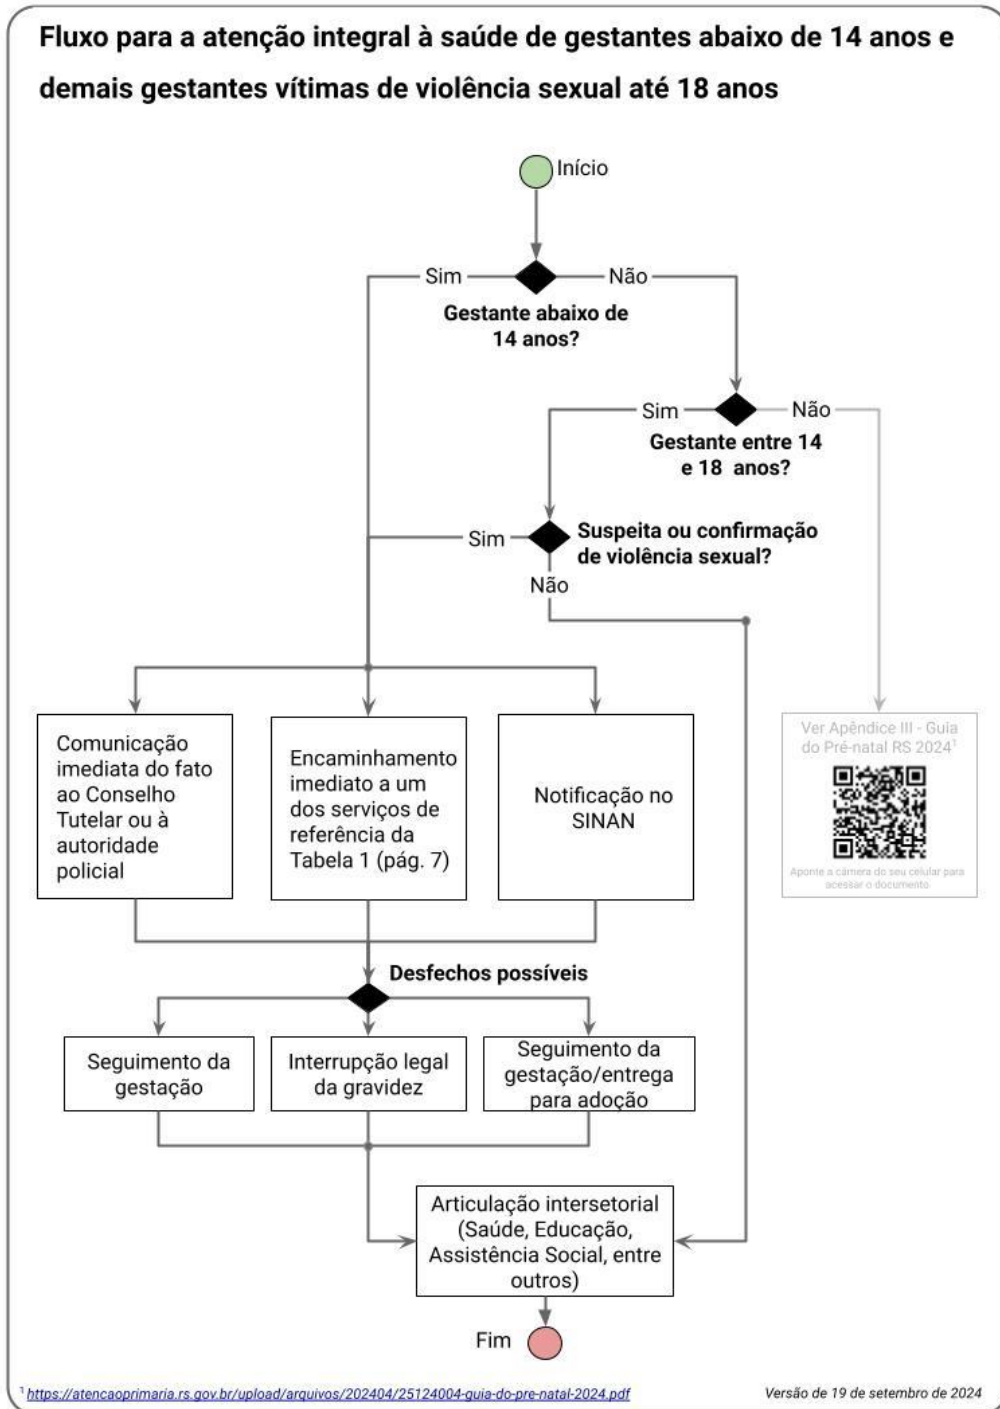 Fluxo para a atenção integral à saúde de gestantes abaixo de 14 anos e
demais gestantes vítimas de violência sexual até 18 anos
Início
Sim
Não
Gestante abaixo de
14 anos?
Sim
Não
Gestante entre 14
e 18 anos?
Sim
Suspeita ou confirmação
de violência sexual?
Não
Comunicação
imediata do fato
ao Conselho
Tutelar ou à
autoridade
policial
Encaminhamento
imediato a um
dos serviços de
referência da
Tabela 1 (pág. 7)
Notificação no
SINAN
Ver Apêndice III - Guia
do Pré-natal RS 2024¹
Aponte a câmera do seu celular para
acessar o documento
Desfechos possíveis
Seguimento da
gestação
Interrupção legal
da gravidez
Seguimento da
gestação/entrega
para adoção
Articulação intersetorial
(Saúde, Educação,
Assistência Social, entre
outros)
Fim
¹ https://atencaoprimaria.rs.gov.br/upload/arquivos/202404/25124004-guia-do-pre-natal-2024.pdf
Versão de 19 de setembro de 2024